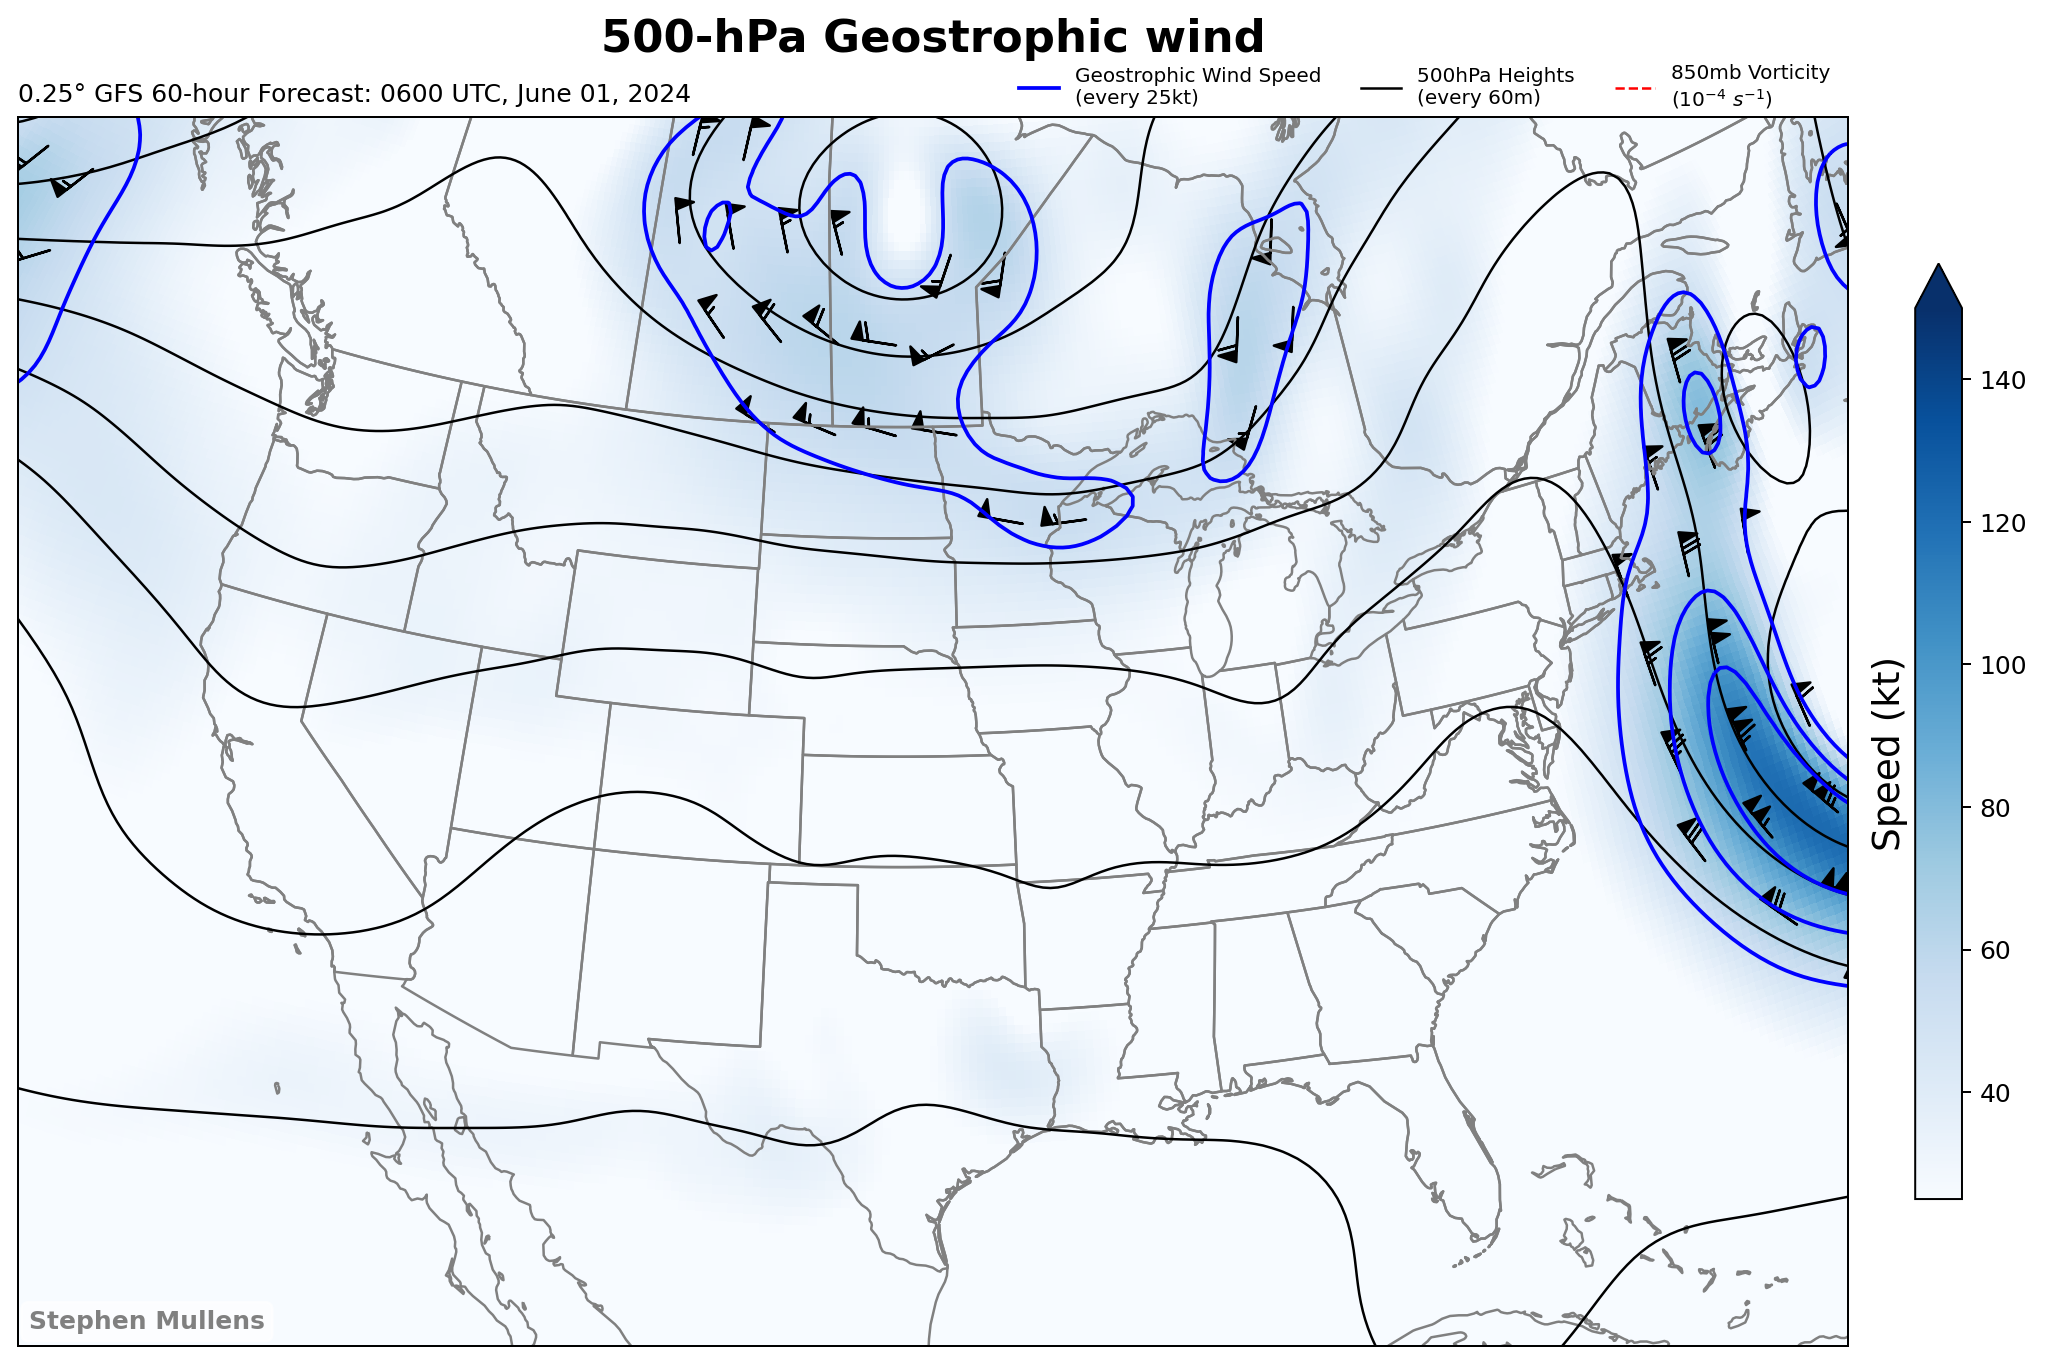 500-hPa Geostrophic wind
0.25° GFS 60-hour Forecast: 0600 UTC, June 01, 2024
Geostrophic Wind Speed
(every 25kt)
500hPa Heights
(every 60m)
850mb Vorticity
(10⁻⁴ s⁻¹)
140
120
100
80
60
40
Speed (kt)
Stephen Mullens